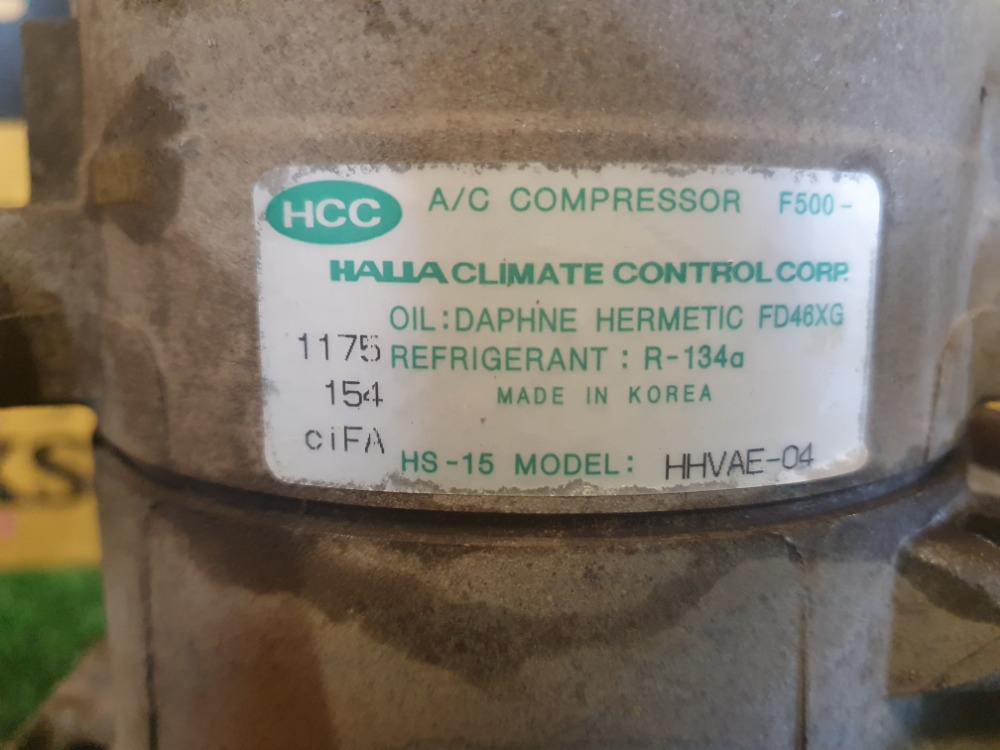 HCC A/C COMPRESSOR F500-
HALLA CLIMATE CONTROL CORP.
OIL:DAPHNE HERMETIC FD46XG
1175 REFRIGERANT : R-134a
154 MADE IN KOREA
ciFA
HS-15 MODEL: HHVAE-04
KS